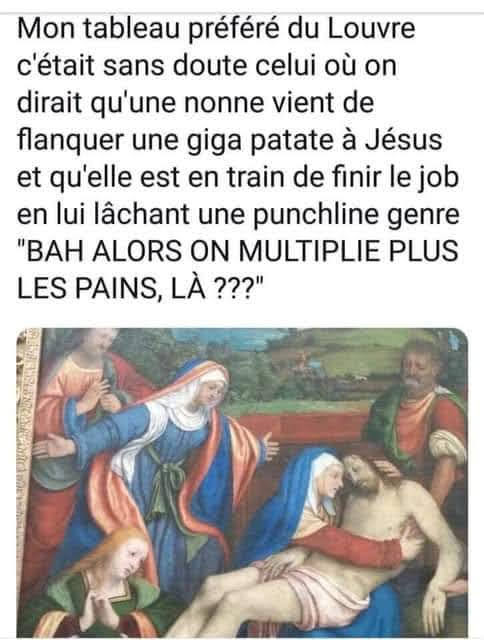 Mon tableau préféré du Louvre
c'était sans doute celui où on
dirait qu'une nonne vient de
flanquer une giga patate à Jésus
et qu'elle est en train de finir le job
en lui lâchant une punchline genre
"BAH ALORS ON MULTIPLIE PLUS
LES PAINS, LÀ ???"